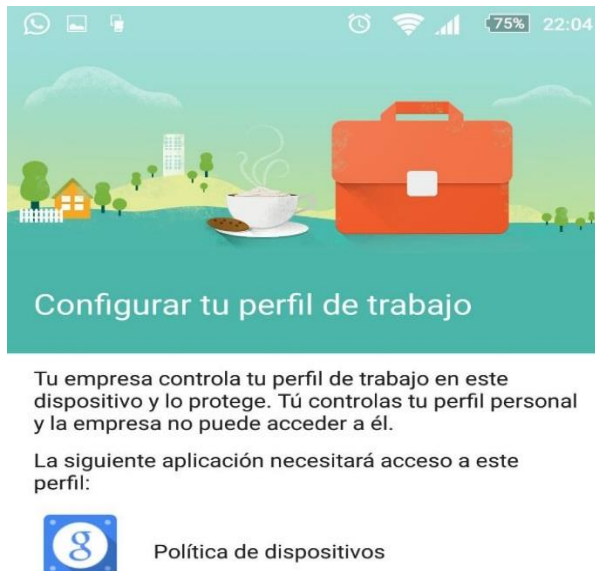 75% 22:04
Configurar tu perfil de trabajo
Tu empresa controla tu perfil de trabajo en este
dispositivo y lo protege. Tú controlas tu perfil personal
y la empresa no puede acceder a él.
La siguiente aplicación necesitará acceso a este
perfil:
g
Política de dispositivos